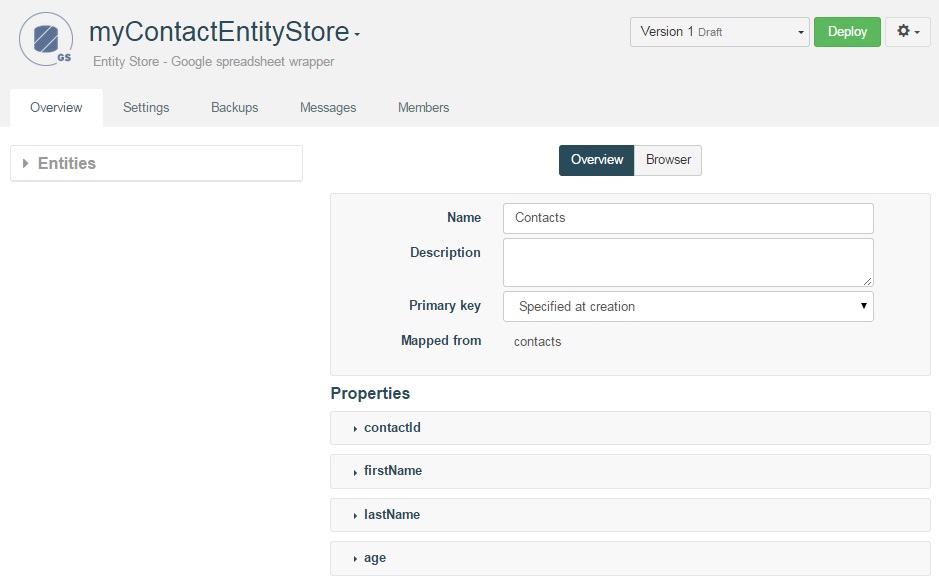 GS
myContactEntityStore
Entity Store - Google spreadsheet wrapper
Version 1 Draft
Deploy
Overview
Settings
Backups
Messages
Members
Entities
Overview
Browser
Name
Contacts
Description
Primary key
Specified at creation
Mapped from
contacts
Properties
contactId
firstName
lastName
age